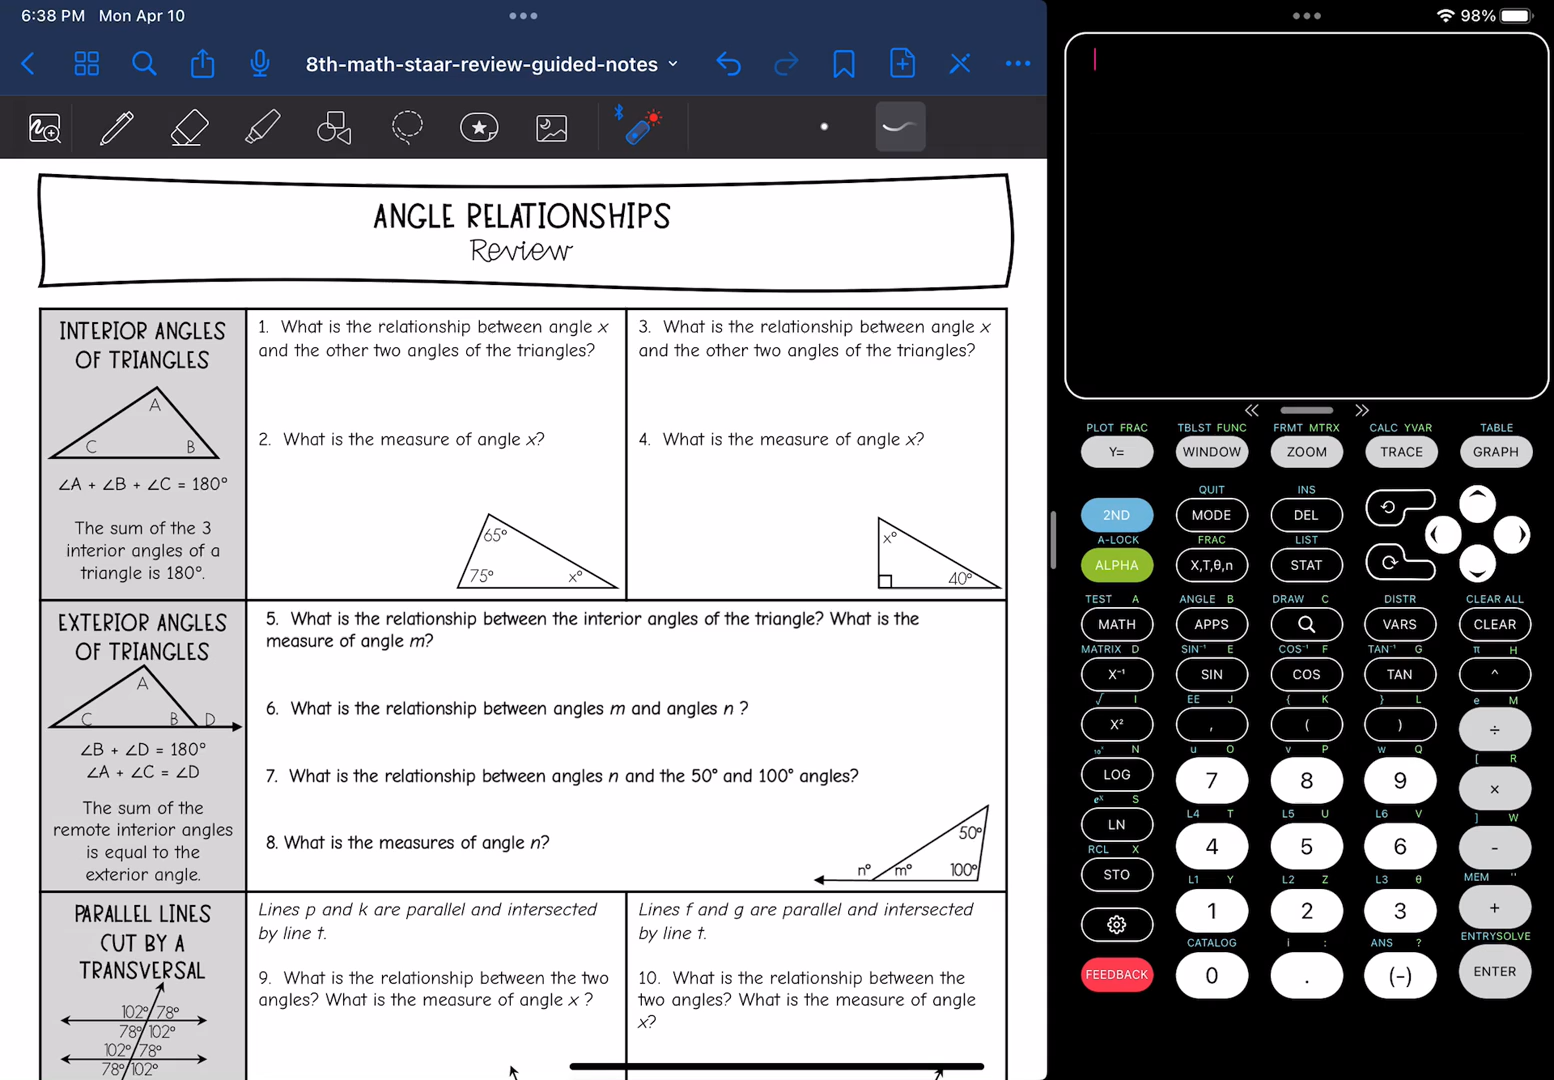 6:38 PM Mon Apr 10
98%
8th-math-staar-review-guided-notes
ANGLE RELATIONSHIPS
Review
INTERIOR ANGLES
OF TRIANGLES
A
C
B
∠A + ∠B + ∠C = 180°
The sum of the 3
interior angles of a
triangle is 180°.
1. What is the relationship between angle x
and the other two angles of the triangles?
2. What is the measure of angle x?
65°
75°
x°
3. What is the relationship between angle x
and the other two angles of the triangles?
4. What is the measure of angle x?
x°
40°
EXTERIOR ANGLES
OF TRIANGLES
A
C
B
D
∠B + ∠D = 180°
∠A + ∠C = ∠D
The sum of the
remote interior angles
is equal to the
exterior angle.
5. What is the relationship between the interior angles of the triangle? What is the
measure of angle m?
6. What is the relationship between angles m and angles n ?
7. What is the relationship between angles n and the 50° and 100° angles?
8. What is the measures of angle n?
50°
n°
m°
100°
PARALLEL LINES
CUT BY A
TRANSVERSAL
102° 78°
78° 102°
102° 78°
78° 102°
Lines p and k are parallel and intersected
by line t.
9. What is the relationship between the two
angles? What is the measure of angle x ?
Lines f and g are parallel and intersected
by line t.
10. What is the relationship between the
two angles? What is the measure of angle
x?
PLOT FRAC TBLST FUNC FRMT MTRX CALC YVAR TABLE
Y= WINDOW ZOOM TRACE GRAPH
QUIT INS
2ND MODE DEL
A-LOCK FRAC LIST
ALPHA X,T,θ,n STAT
TEST A ANGLE B DRAW C DISTR CLEAR ALL
MATH APPS VARS CLEAR
MATRIX D SIN⁻¹ E COS⁻¹ F TAN⁻¹ G π H
X⁻¹ SIN COS TAN ^
√ I EE J { K } L e M
X² , ( ) ÷
10ˣ N u O v P w Q [ R
LOG 7 8 9 ×
eˣ S L4 T L5 U L6 V ] W
LN 4 5 6 -
RCL X L1 Y L2 Z L3 θ MEM "
STO 1 2 3 +
CATALOG i : ANS ? ENTRYSOLVE
FEEDBACK 0 . (-) ENTER